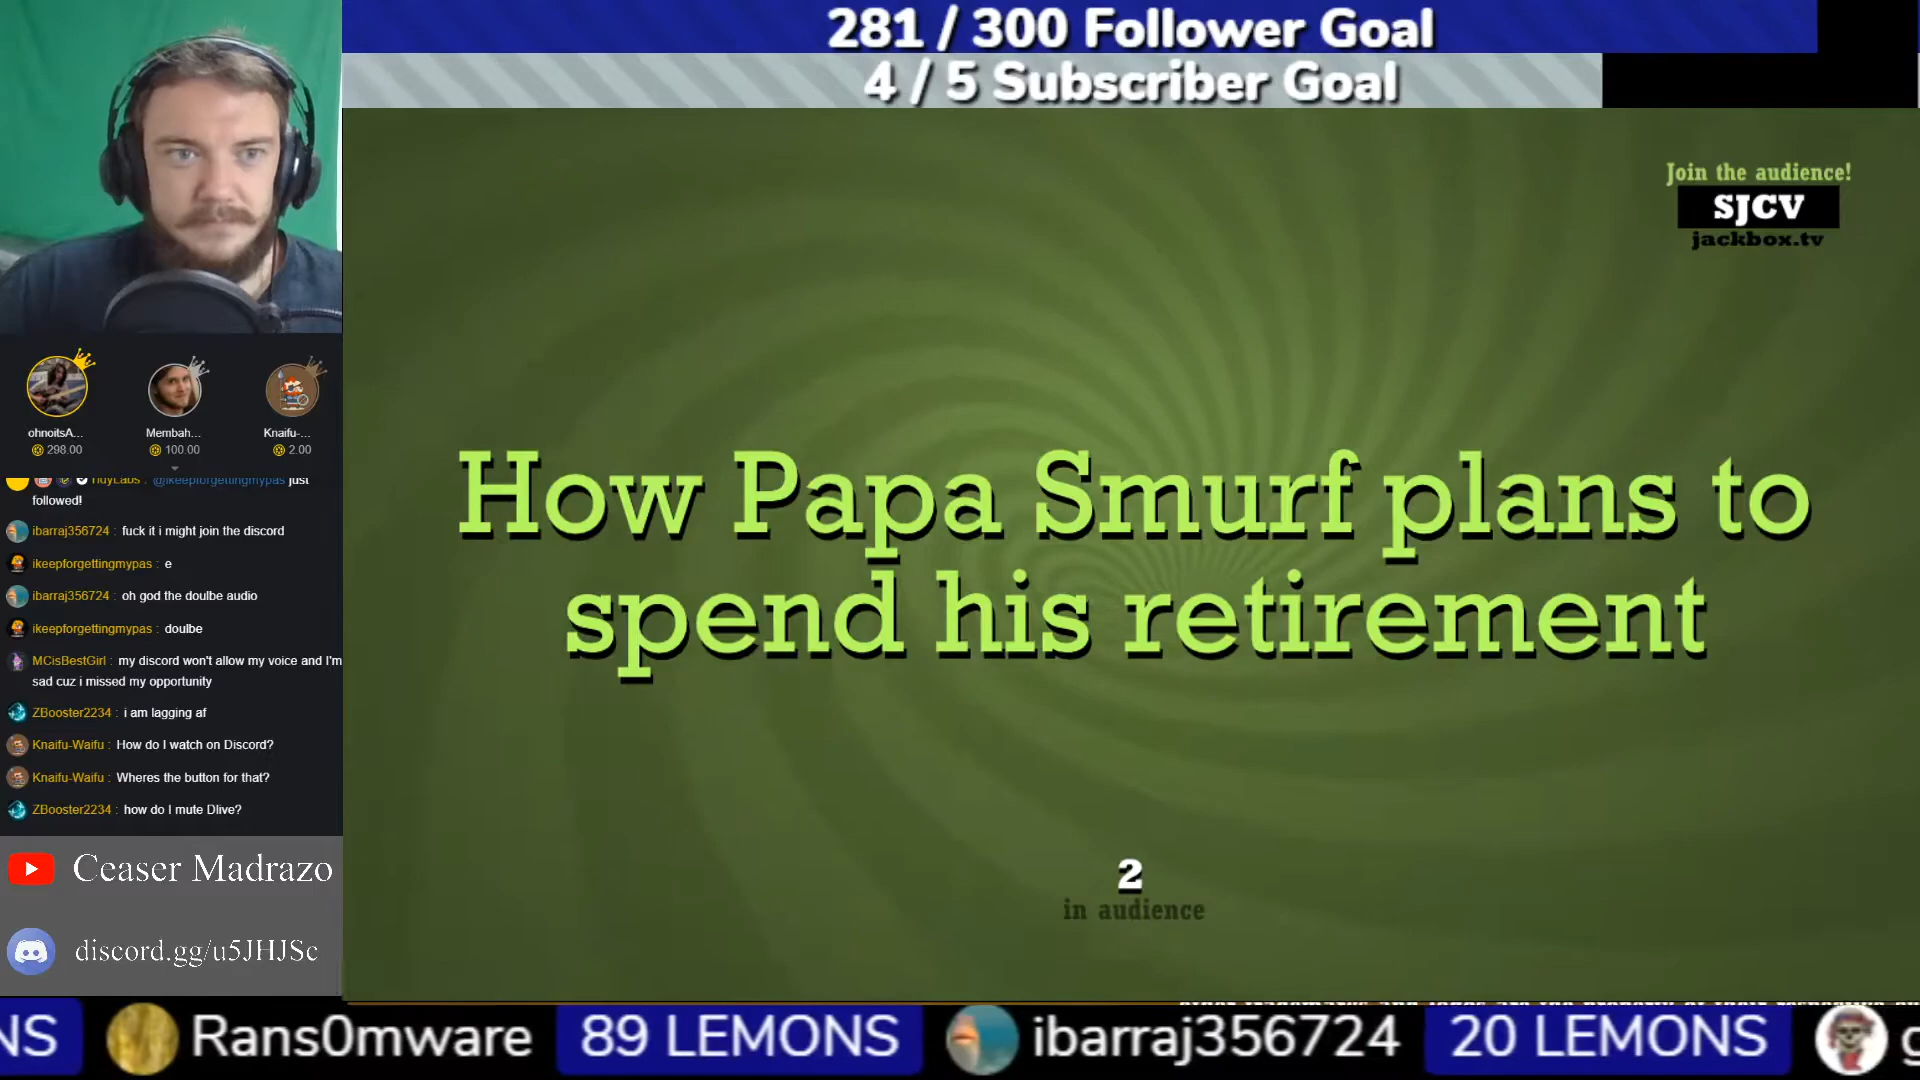 281 / 300 Follower Goal
4 / 5 Subscriber Goal
Join the audience!
SJCV
jackbox.tv
How Papa Smurf plans to
spend his retirement
2
in audience
ohnoitsA...
Membah...
Knaifu-...
298.00
100.00
2.00
@ikeepforgettingmypas just
followed!
ibarraj356724 : fuck it i might join the discord
ikeepforgettingmypas : e
ibarraj356724 : oh god the doulbe audio
ikeepforgettingmypas : doulbe
MCisBestGirl : my discord won't allow my voice and I'm
sad cuz i missed my opportunity
ZBooster2234 : i am lagging af
Knaifu-Waifu : How do I watch on Discord?
Knaifu-Waifu : Wheres the button for that?
ZBooster2234 : how do I mute Dlive?
Ceaser Madrazo
discord.gg/u5JHJSc
NS Rans0mware 89 LEMONS ibarraj356724 20 LEMONS g